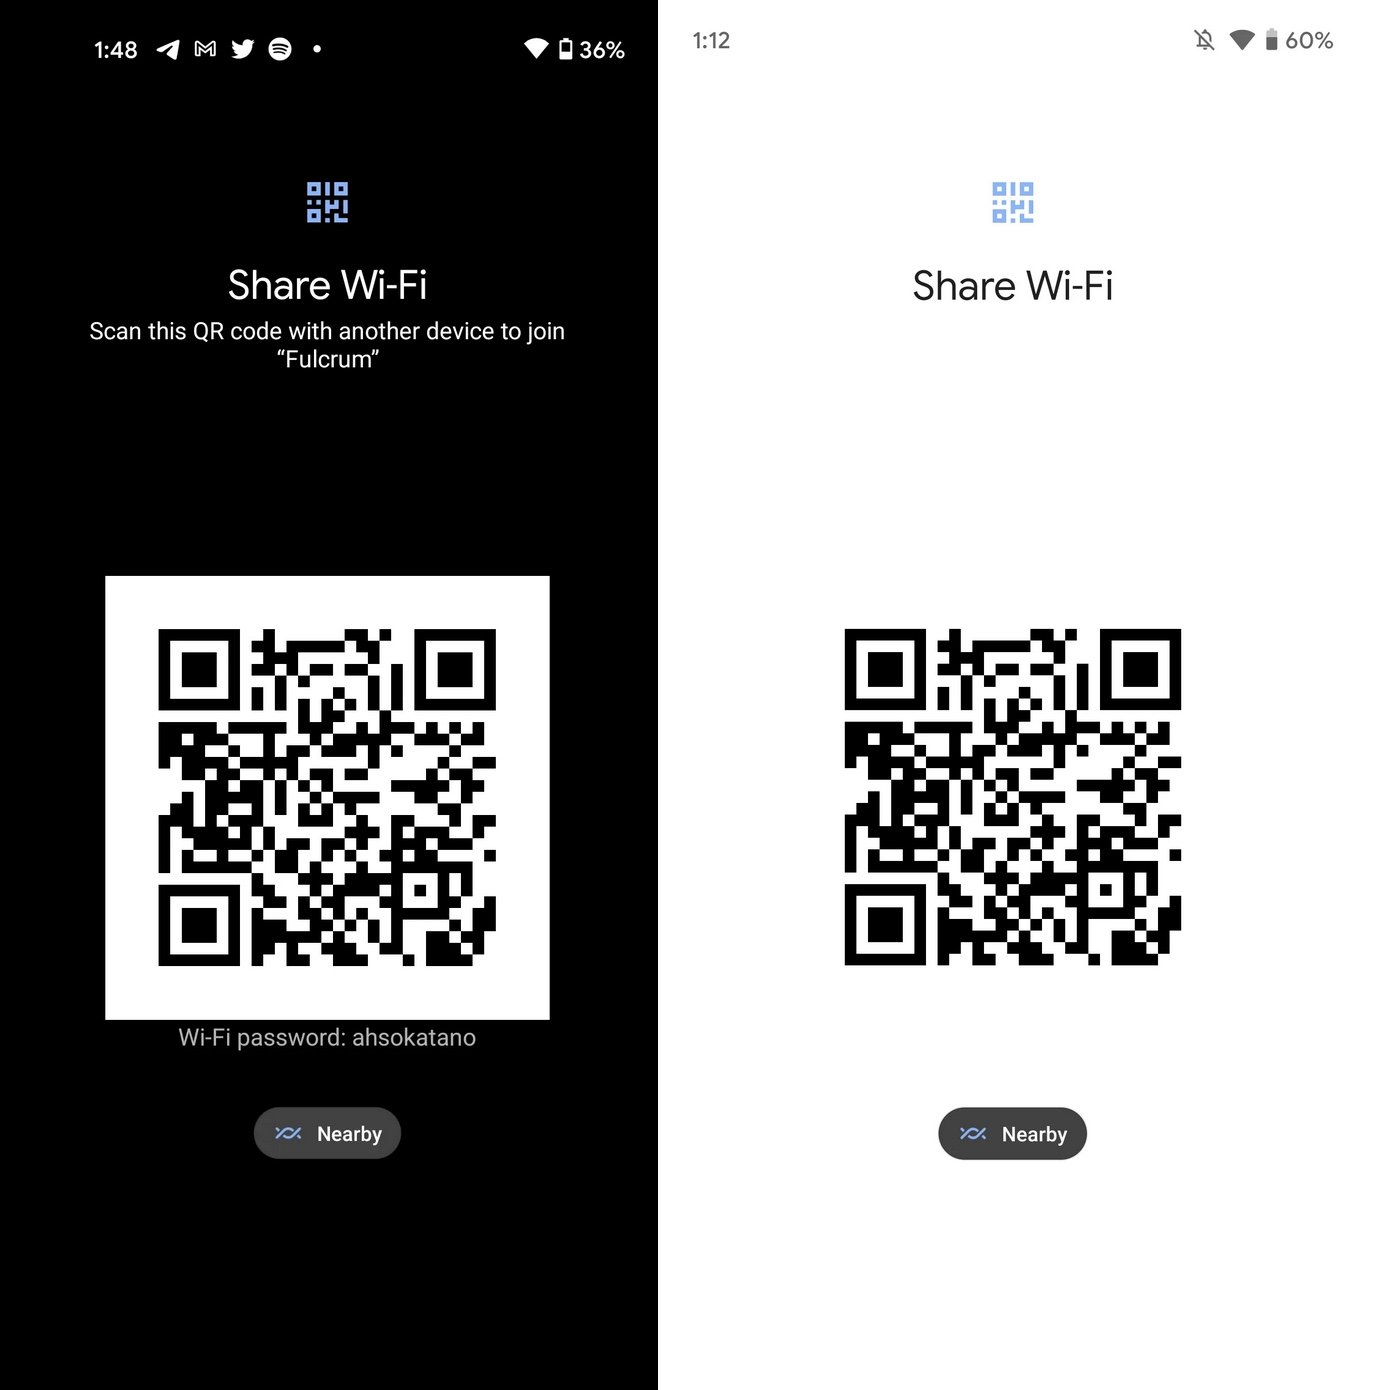 1:48
36%
Share Wi-Fi
Scan this QR code with another device to join
“Fulcrum”
Wi-Fi password: ahsokatano
Nearby
1:12
60%
Share Wi-Fi
Nearby